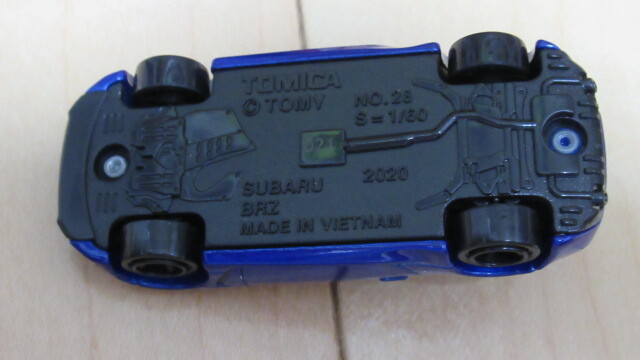 TOMICA
© TOMY
NO. 28
S = 1/60
SUBARU
BRZ
2020
MADE IN VIETNAM